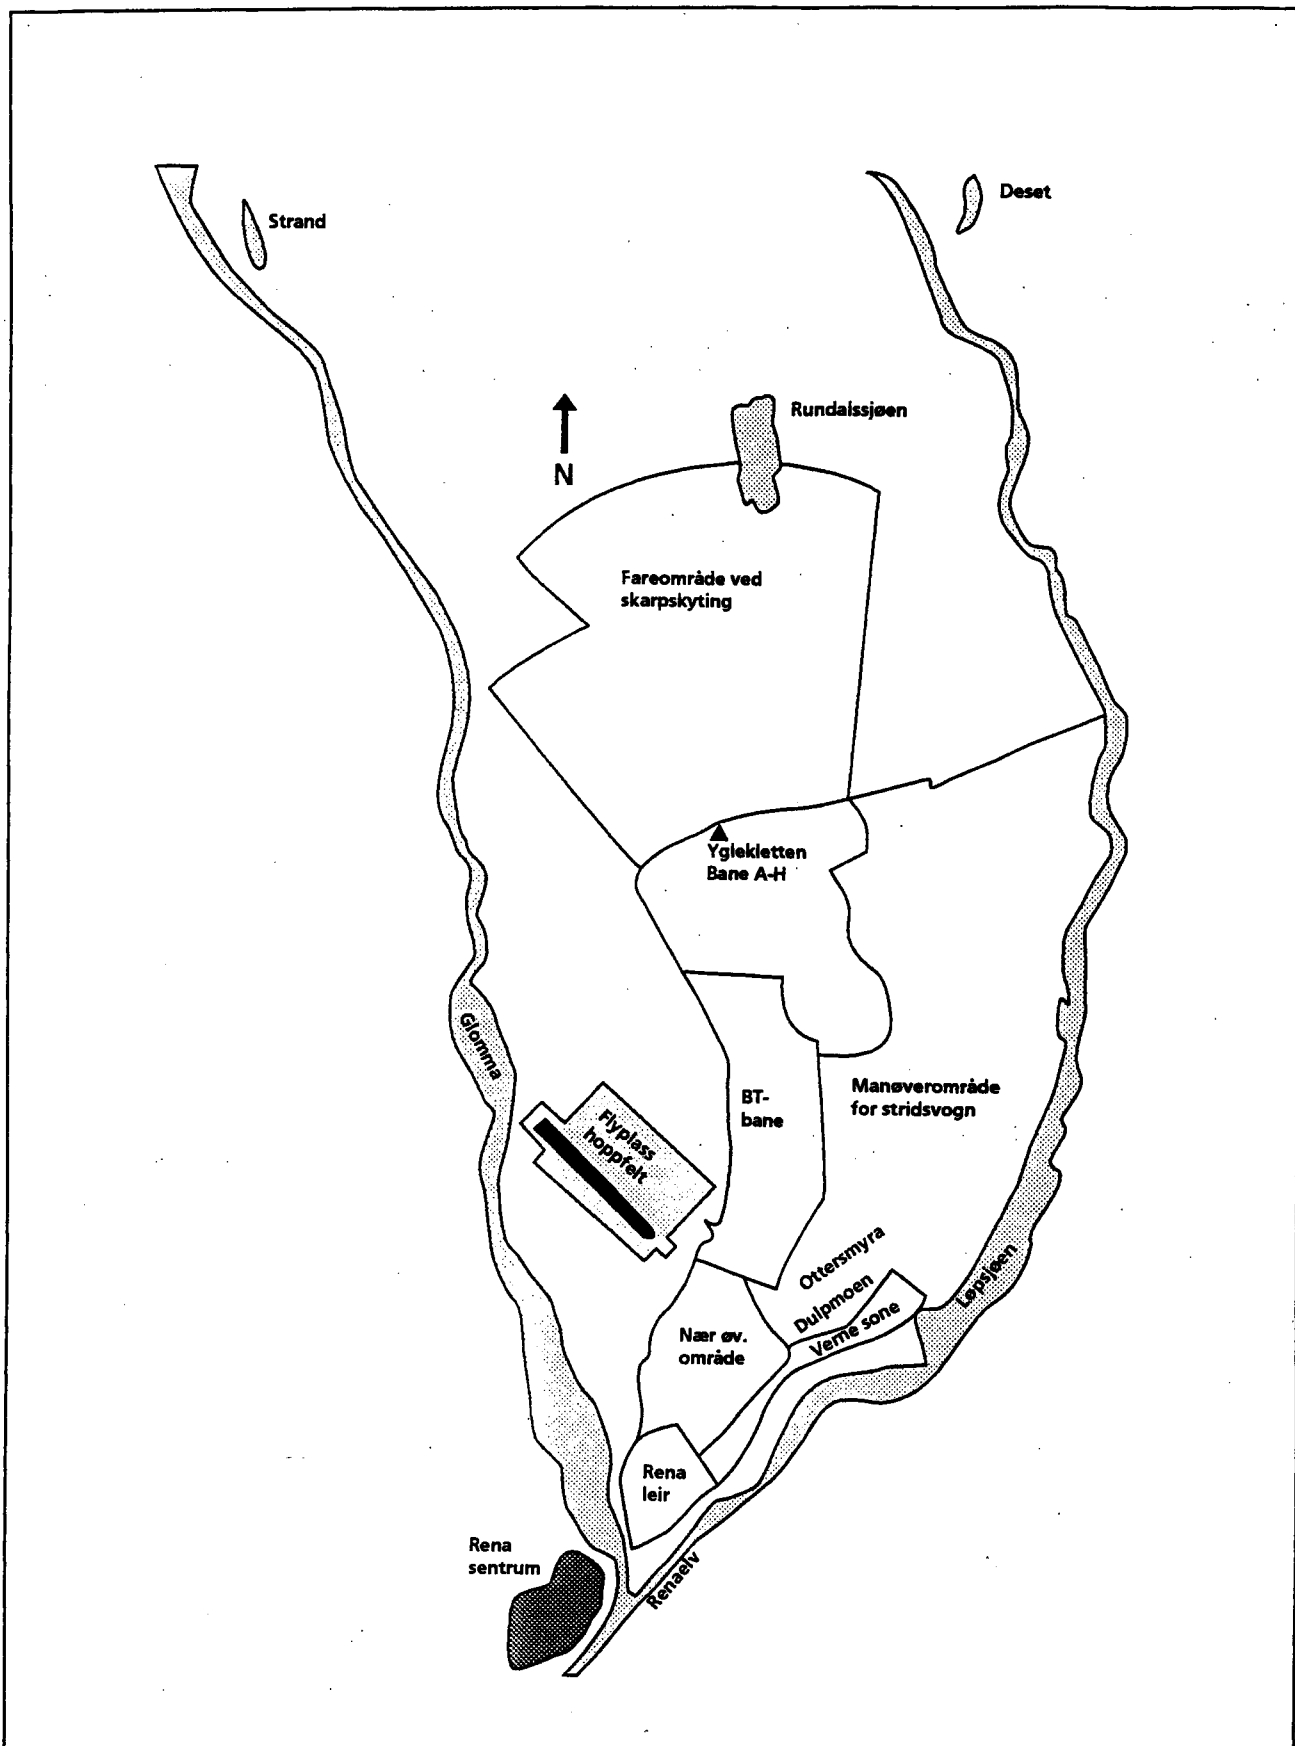 Strand
Deset
Rundalssjøen
N
Fareområde ved
skarpskyting
Yglekletten
Bane A-H
Glomma
Flyplass
hoppfelt
BT-
bane
Manøverområde
for stridsvogn
Ottersmyra
Dulpmoen
Verne sone
Løpsjøen
Nær øv.
område
Rena
leir
Rena
sentrum
Renaelv